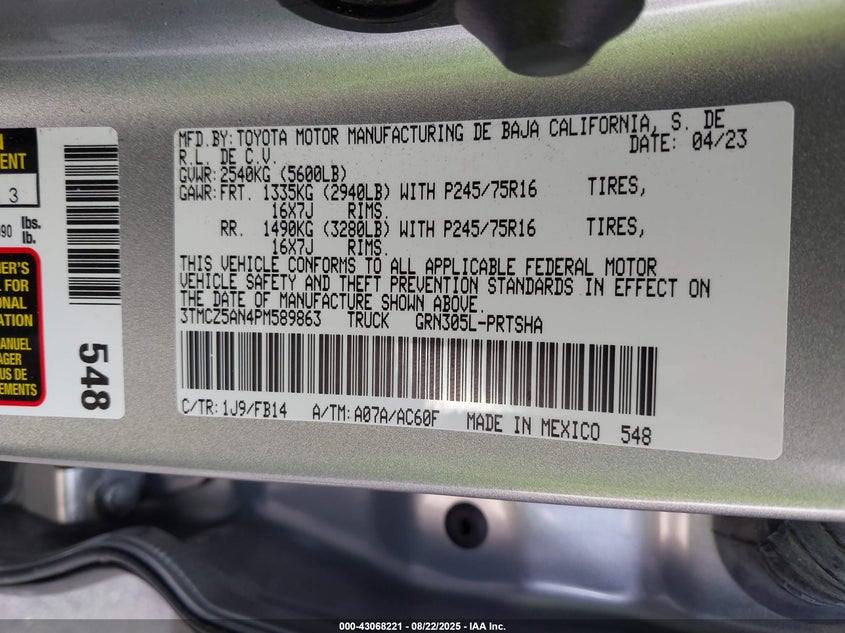 MFD.BY: TOYOTA MOTOR MANUFACTURING DE BAJA CALIFORNIA, S. DE
R.L. DE C.V. DATE: 04/23
GVWR: 2540KG (5600LB)
GAWR: FRT. 1335KG (2940LB) WITH P245/75R16 TIRES,
16X7J RIMS.
RR. 1490KG (3280LB) WITH P245/75R16 TIRES,
16X7J RIMS.
THIS VEHICLE CONFORMS TO ALL APPLICABLE FEDERAL MOTOR
VEHICLE SAFETY AND THEFT PREVENTION STANDARDS IN EFFECT ON
THE DATE OF MANUFACTURE SHOWN ABOVE.
3TMCZ5AN4PM589863 TRUCK GRN305L-PRTSHA
C/TR: 1J9/FB14 A/TM: A07A/AC60F MADE IN MEXICO 548
3
lbs.
lb.
FOR
MANUEL
548
000-43068221 - 08/22/2025 - IAA Inc.